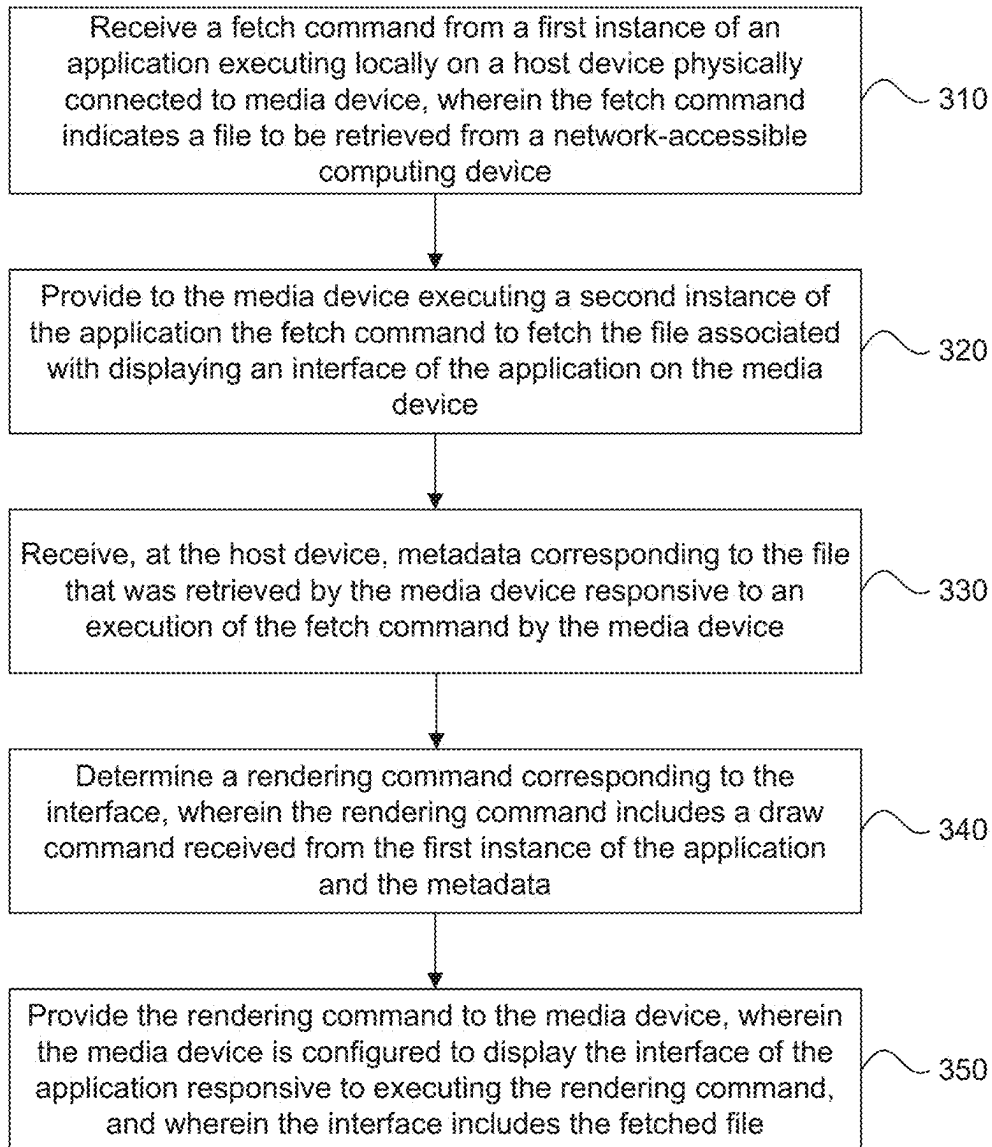 Receive a fetch command from a first instance of an
application executing locally on a host device physically
connected to media device, wherein the fetch command
indicates a file to be retrieved from a network-accessible
computing device
310
Provide to the media device executing a second instance of
the application the fetch command to fetch the file associated
with displaying an interface of the application on the media
device
320
Receive, at the host device, metadata corresponding to the file
that was retrieved by the media device responsive to an
execution of the fetch command by the media device
330
Determine a rendering command corresponding to the
interface, wherein the rendering command includes a draw
command received from the first instance of the application
and the metadata
340
Provide the rendering command to the media device, wherein
the media device is configured to display the interface of the
application responsive to executing the rendering command,
and wherein the interface includes the fetched file
350